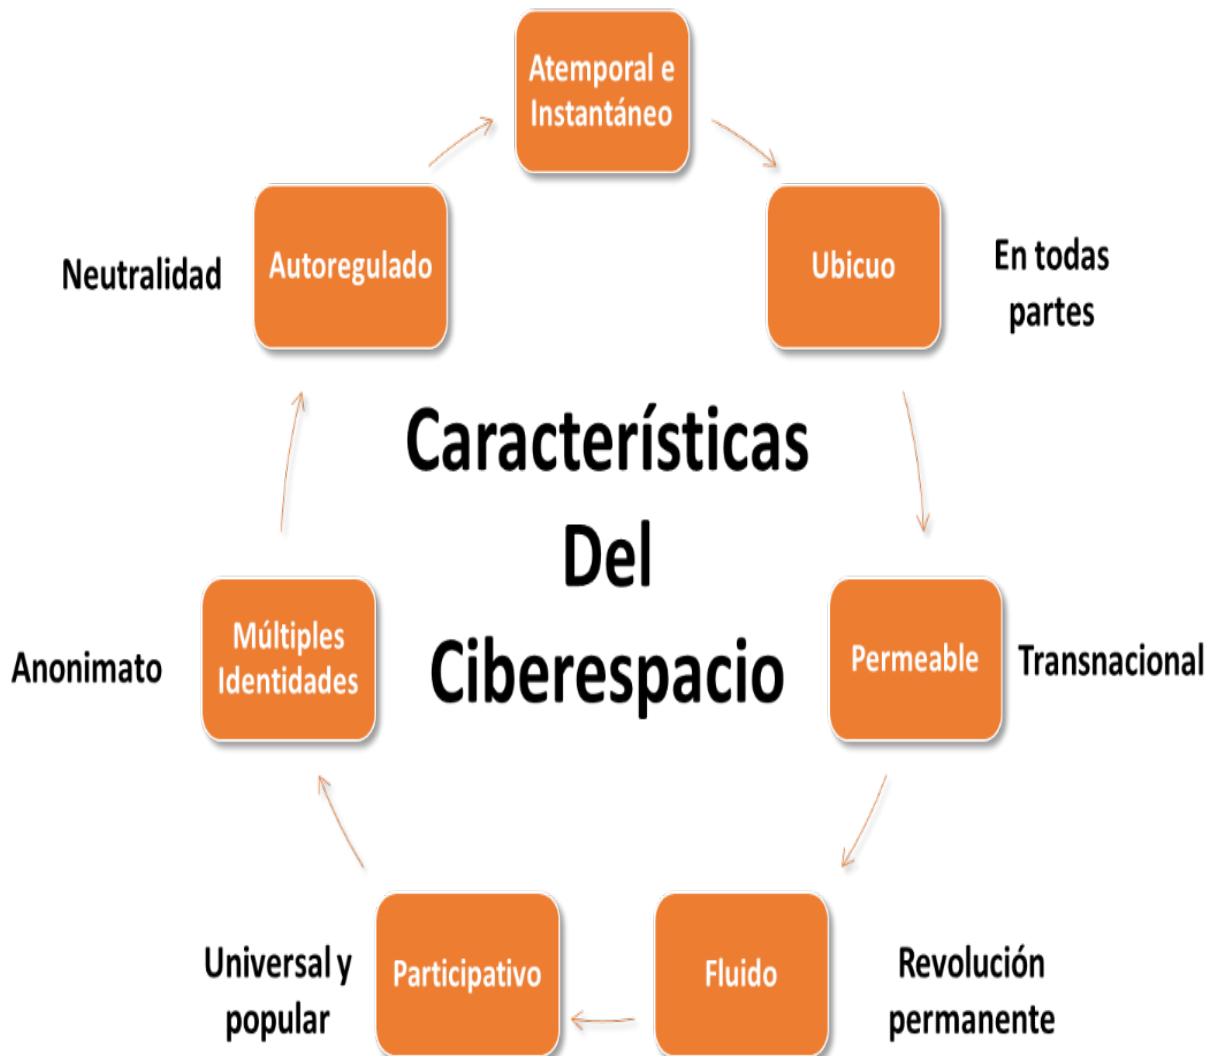 Atemporal e
Instantáneo
Neutralidad
Autoregulado
Ubicuo
En todas
partes
Características
Del
Ciberespacio
Anonimato
Múltiples
Identidades
Permeable
Transnacional
Universal y
popular
Participativo
Fluido
Revolución
permanente